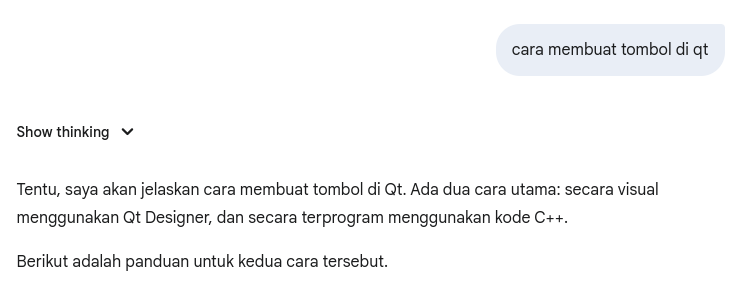 cara membuat tombol di qt
Show thinking
Tentu, saya akan jelaskan cara membuat tombol di Qt. Ada dua cara utama: secara visual
menggunakan Qt Designer, dan secara terprogram menggunakan kode C++.
Berikut adalah panduan untuk kedua cara tersebut.